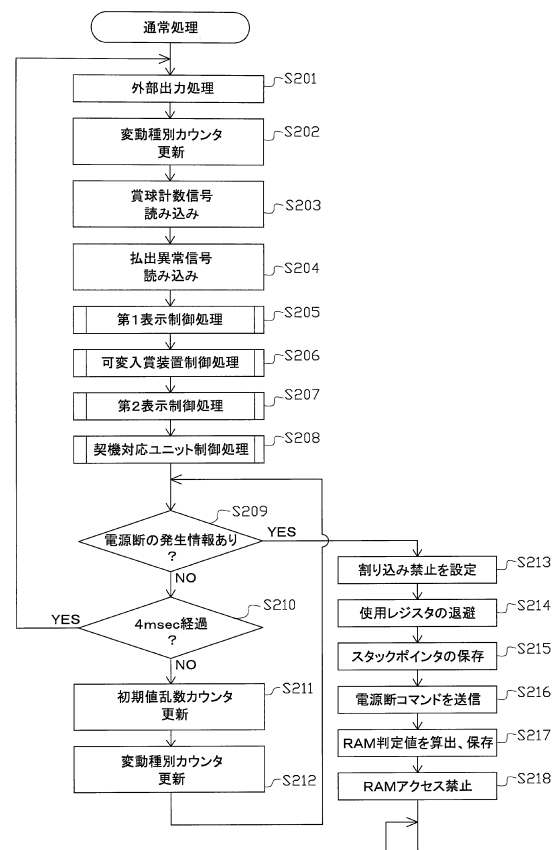 通常処理
外部出力処理
S201
変動種別カウンタ
更新
S202
賞球計数信号
読み込み
S203
払出異常信号
読み込み
S204
第1表示制御処理
S205
可変入賞装置制御処理
S206
第2表示制御処理
S207
契機対応ユニット制御処理
S208
S209
電源断の発生情報あり
?
YES
NO
S210
4msec経過
?
YES
NO
初期値乱数カウンタ
更新
S211
変動種別カウンタ
更新
S212
割り込み禁止を設定
S213
使用レジスタの退避
S214
スタックポインタの保存
S215
電源断コマンドを送信
S216
RAM判定値を算出、保存
S217
RAMアクセス禁止
S218